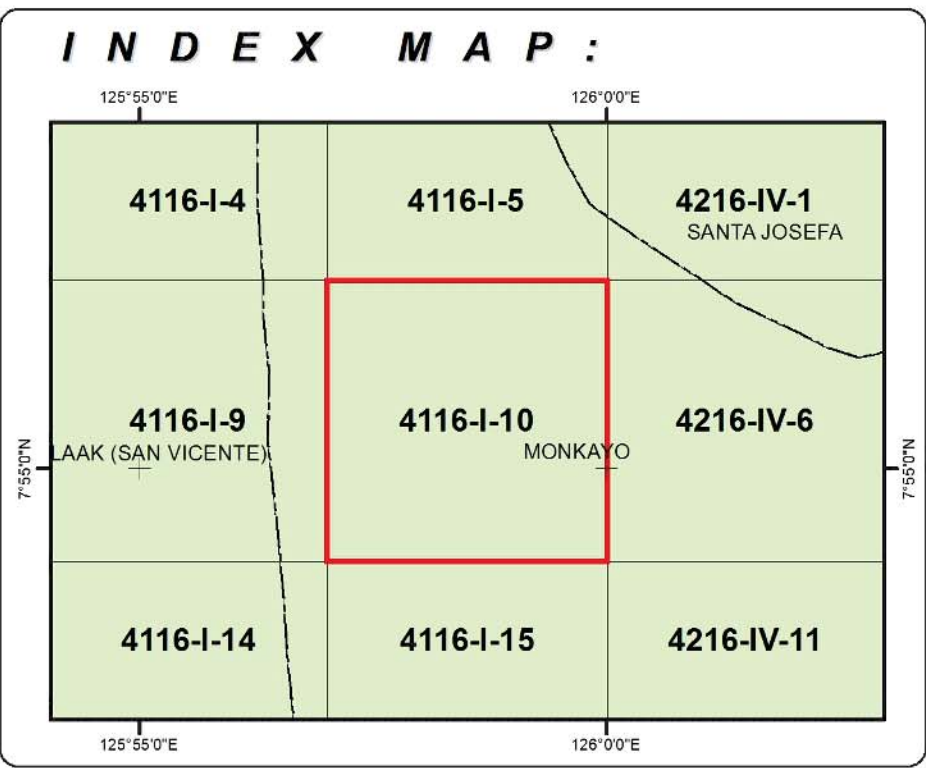 INDEX MAP:
125°55'0"E 126°0'0"E
4116-I-4 4116-I-5 4216-IV-1
SANTA JOSEFA
4116-I-9 4116-I-10 4216-IV-6
LAAK (SAN VICENTE) MONKAYO
7°55'0"N 7°55'0"N
4116-I-14 4116-I-15 4216-IV-11
125°55'0"E 126°0'0"E